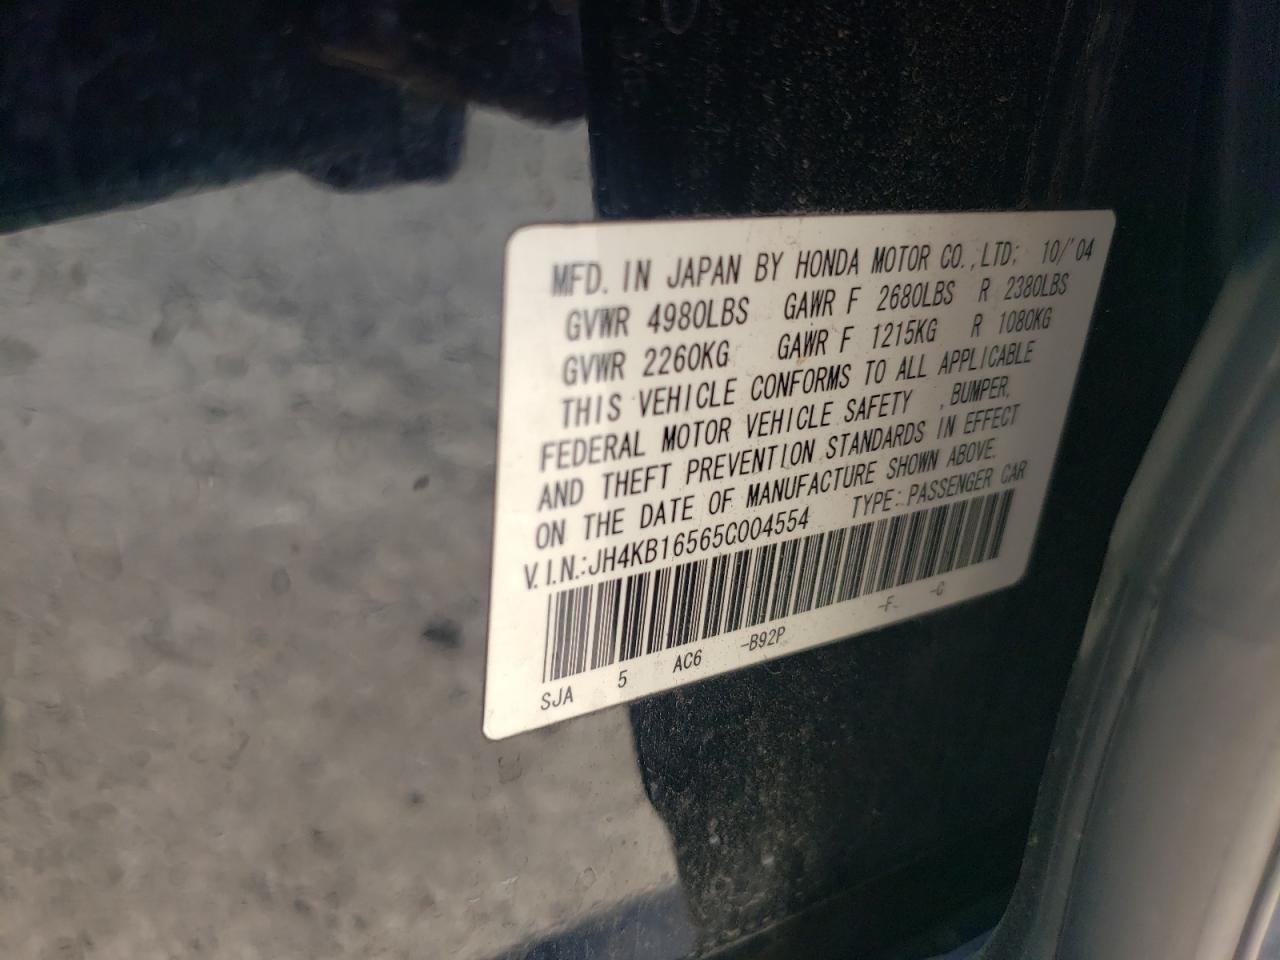 MFD. IN JAPAN BY HONDA MOTOR CO.,LTD; 10/'04
GVWR 4980LBS GAWR F 2680LBS R 2380LBS
GVWR 2260KG GAWR F 1215KG R 1080KG
THIS VEHICLE CONFORMS TO ALL APPLICABLE
FEDERAL MOTOR VEHICLE SAFETY , BUMPER,
AND THEFT PREVENTION STANDARDS IN EFFECT
ON THE DATE OF MANUFACTURE SHOWN ABOVE.
V.I.N.:JH4KB16565C004554 TYPE:PASSENGER CAR
SJA 5 AC6 -B92P -F -C